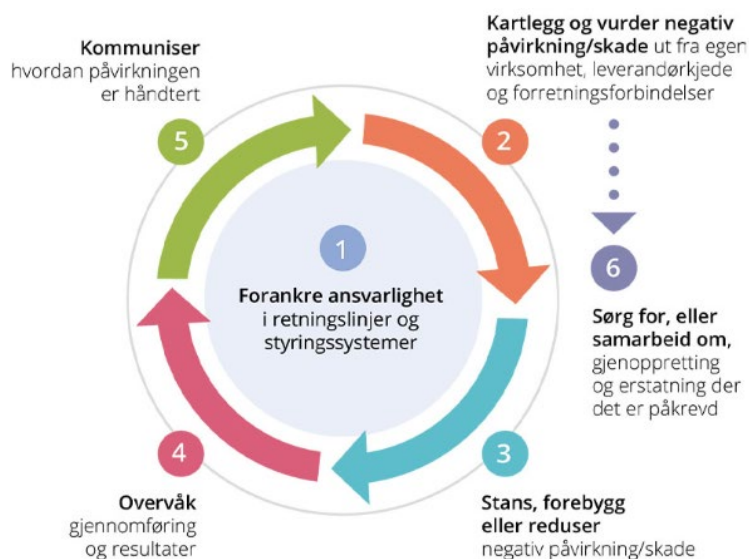 1
Forankre ansvarlighet
i retningslinjer og
styringssystemer
2
Kartlegg og vurder negativ
påvirkning/skade ut fra egen
virksomhet, leverandørkjede
og forretningsforbindelser
3
Stans, forebygg
eller reduser
negativ påvirkning/skade
4
Overvåk
gjennomføring
og resultater
5
Kommuniser
hvordan påvirkningen
er håndtert
6
Sørg for, eller
samarbeid om,
gjenoppretting
og erstatning der
det er påkrevd